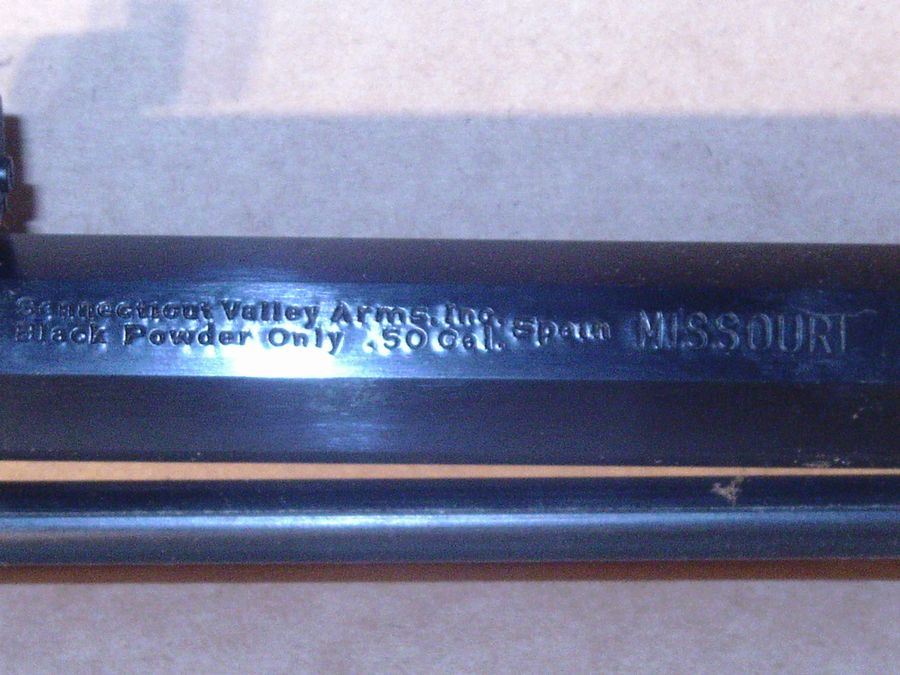 Connecticut Valley Arms, Inc.
Black Powder Only .50 Cal. Spain
MISSOURI